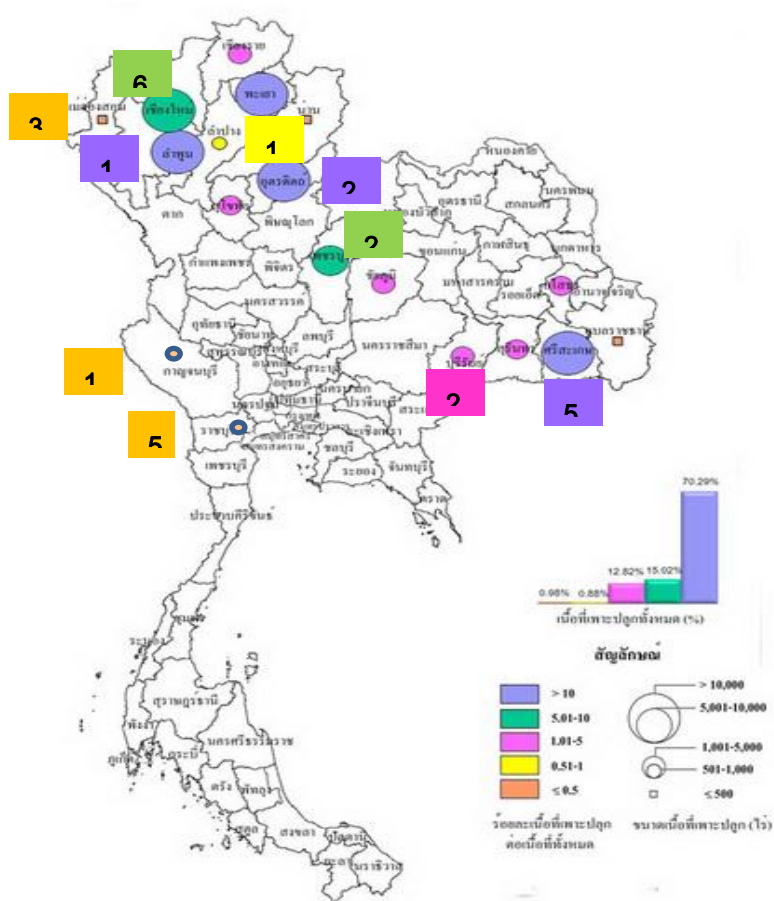 เชียงราย
6
พะเยา
3
เชียงใหม่
น่าน
ลำปาง
1
1
ลำพูน
2
อุตรดิตถ์
หนองคาย
นครพนม
อุดรธานี
สกลนคร
ตาก
พิษณุโลก
2
ขอนแก่น
กาฬสินธุ์
มุกดาหาร
กำแพงเพชร
พิจิตร
เพชรบูรณ์
ชัยภูมิ
มหาสารคาม
ร้อยเอ็ด
ยโสธร
อำนาจเจริญ
นครสวรรค์
อุทัยธานี
ชัยนาท
ลพบุรี
นครราชสีมา
อุบลราชธานี
สุพรรณบุรี
สระบุรี
บุรีรัมย์
สุรินทร์
ศรีสะเกษ
1
กาญจนบุรี
2
5
นครปฐม
ปราจีนบุรี
ราชบุรี
5
ฉะเชิงเทรา
ชลบุรี
เพชรบุรี
ระยอง
จันทบุรี
ตราด
ประจวบคีรีขันธ์
70.29%
12.82%
15.02%
0.98%
0.88%
เนื้อที่เพาะปลูกทั้งหมด (%)
ชุมพร
ระนอง
สัญลักษณ์
สุราษฎร์ธานี
> 10
> 10,000
5.01-10
5,001-10,000
พังงา
นครศรีธรรมราช
1.01-5
1,001-5,000
ภูเก็ต
กระบี่
0.51-1
501-1,000
ตรัง
พัทลุง
≤ 0.5
≤ 500
สตูล
สงขลา
ปัตตานี
ร้อยละเนื้อที่เพาะปลูก
ต่อเนื้อที่ทั้งหมด
ขนาดเนื้อที่เพาะปลูก (ไร่)
ยะลา
นราธิวาส